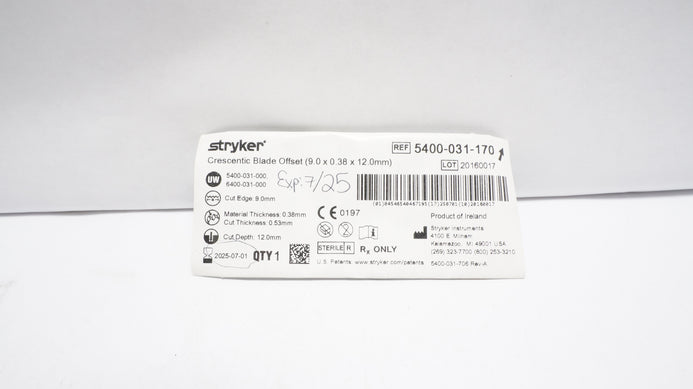 stryker
REF 5400-031-170
Crescentic Blade Offset (9.0 x 0.38 x 12.0mm)
LOT 20160017
UW
5400-031-000,
6400-031-000
Exp: 7/25
Cut Edge: 9.0mm
Material Thickness: 0.38mm
Cut Thickness: 0.53mm
CE 0197
Product of Ireland
Stryker Instruments
4100 E. Milham
Kalamazoo, MI 49001 USA
(269) 323-7700 (800) 253-3210
Cut Depth: 12.0mm
STERILE R
Rx ONLY
2025-07-01
QTY 1
U.S. Patents: www.stryker.com/patents
5400-031-706 Rev-A